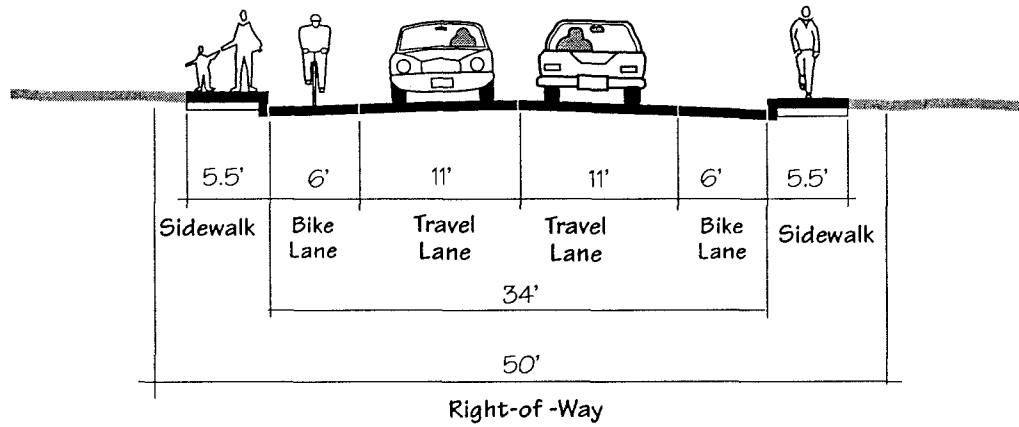 5.5' 6' 11' 11' 6' 5.5'
Sidewalk Bike Lane Travel Lane Travel Lane Bike Lane Sidewalk
34'
50'
Right-of -Way